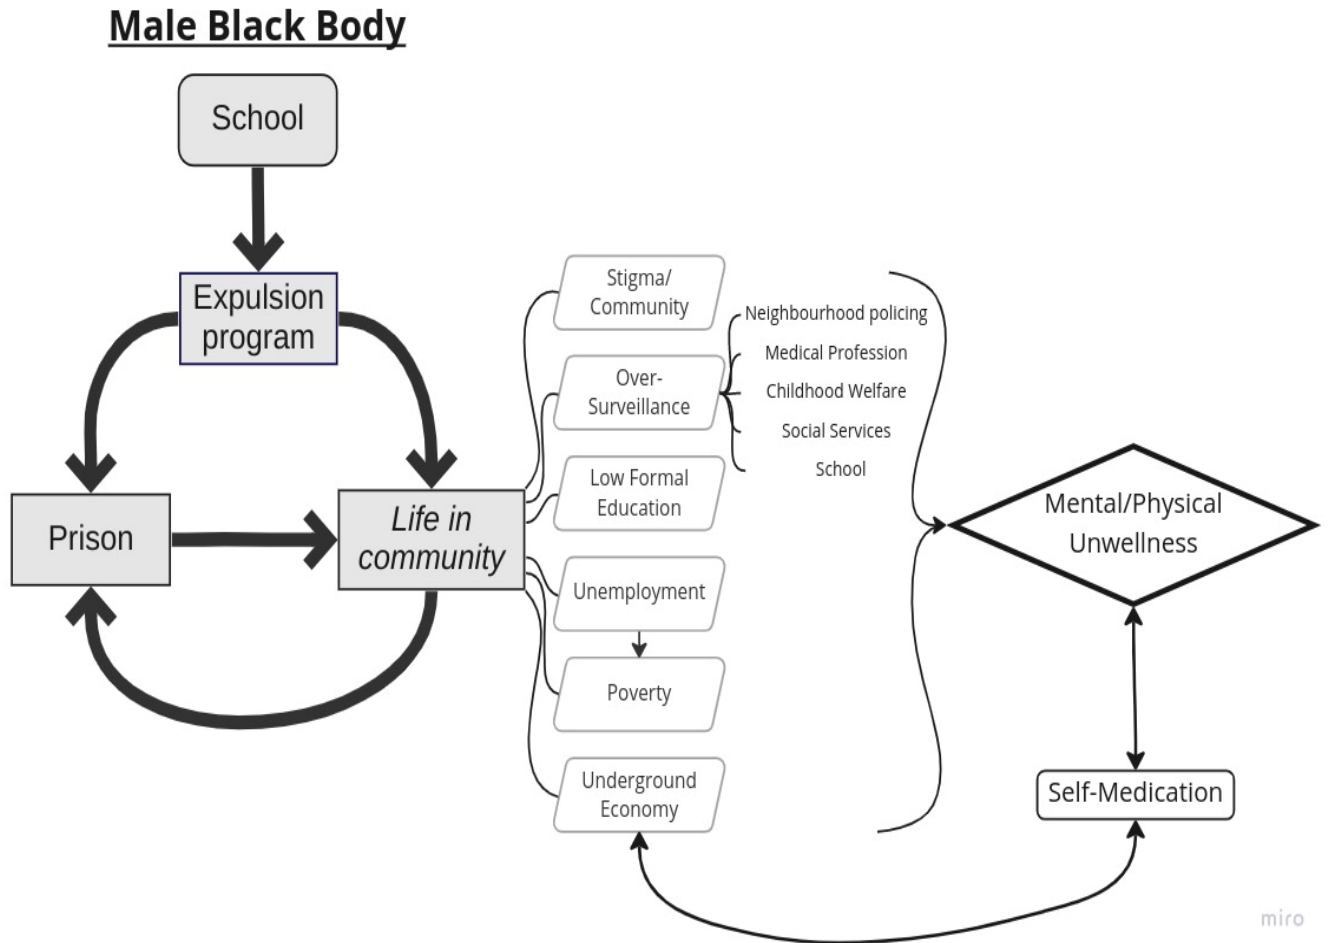 Male Black Body
School
Expulsion
program
Prison
Life in
community
Stigma/
Community
Over-
Surveillance
Low Formal
Education
Unemployment
Poverty
Underground
Economy
Neighbourhood policing
Medical Profession
Childhood Welfare
Social Services
School
Mental/Physical
Unwellness
Self-Medication
miro